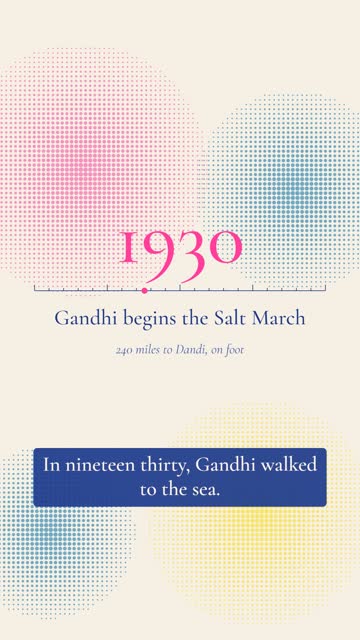 1930
Gandhi begins the Salt March
240 miles to Dandi, on foot
In nineteen thirty, Gandhi walked
to the sea.